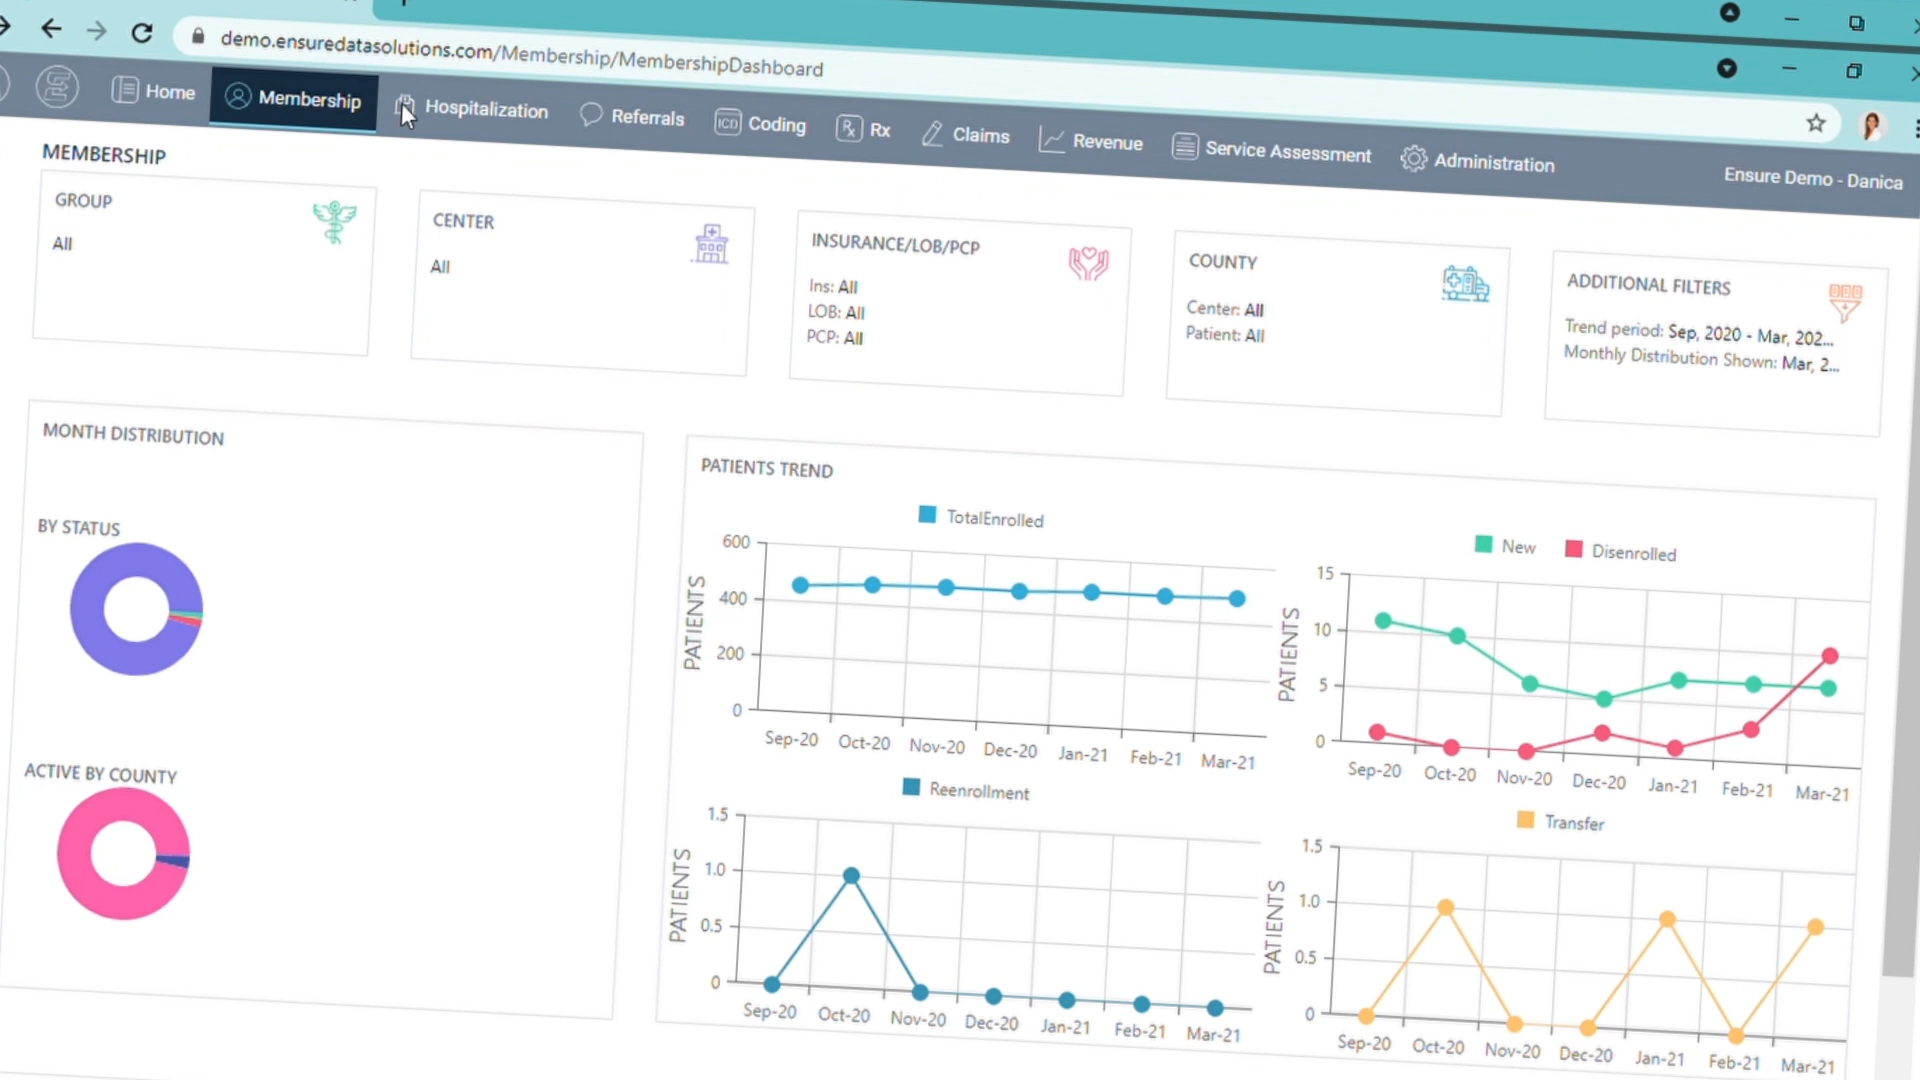 demo.ensuredatasolutions.com/Membership/MembershipDashboard
Home
Membership
Hospitalization
Referrals
ICD
Coding
Rx
Rx
Claims
Revenue
Service Assessment
Administration
Ensure Demo - Danica
MEMBERSHIP
GROUP
All
CENTER
All
INSURANCE/LOB/PCP
Ins: All
LOB: All
PCP: All
COUNTY
Center: All
Patient: All
ADDITIONAL FILTERS
Trend period: Sep, 2020 - Mar, 202...
Monthly Distribution Shown: Mar, 2...
MONTH DISTRIBUTION
BY STATUS
ACTIVE BY COUNTY
PATIENTS TREND
TotalEnrolled
PATIENTS
600
400
200
0
Sep-20 Oct-20 Nov-20 Dec-20 Jan-21 Feb-21 Mar-21
New Disenrolled
PATIENTS
15
10
5
0
Sep-20 Oct-20 Nov-20 Dec-20 Jan-21 Feb-21 Mar-21
Reenrollment
PATIENTS
1.5
1.0
0.5
0
Sep-20 Oct-20 Nov-20 Dec-20 Jan-21 Feb-21 Mar-21
Transfer
PATIENTS
1.5
1.0
0.5
0
Sep-20 Oct-20 Nov-20 Dec-20 Jan-21 Feb-21 Mar-21